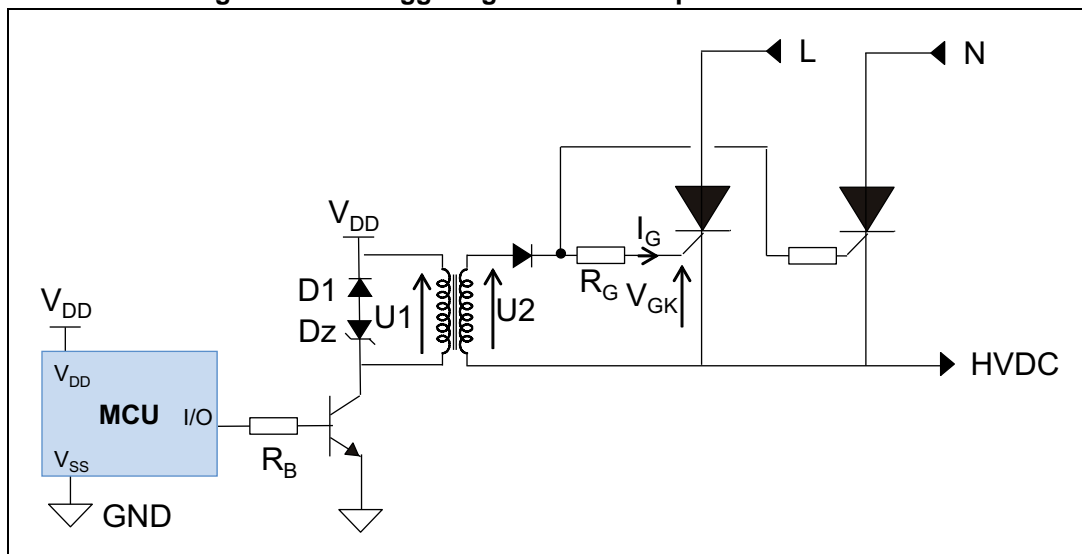 L
N
V_DD
I_G
R_G
V_GK
D1
Dz
U1
U2
V_DD
V_DD
MCU
I/O
V_SS
R_B
HVDC
GND